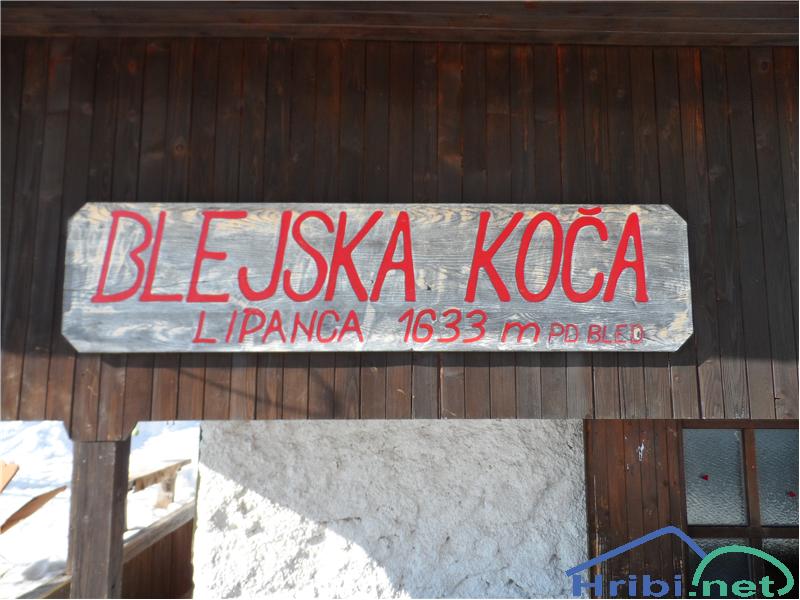 BLEJSKA KOČA
LIPANCA 1633 m PD BLED
Hribi.net